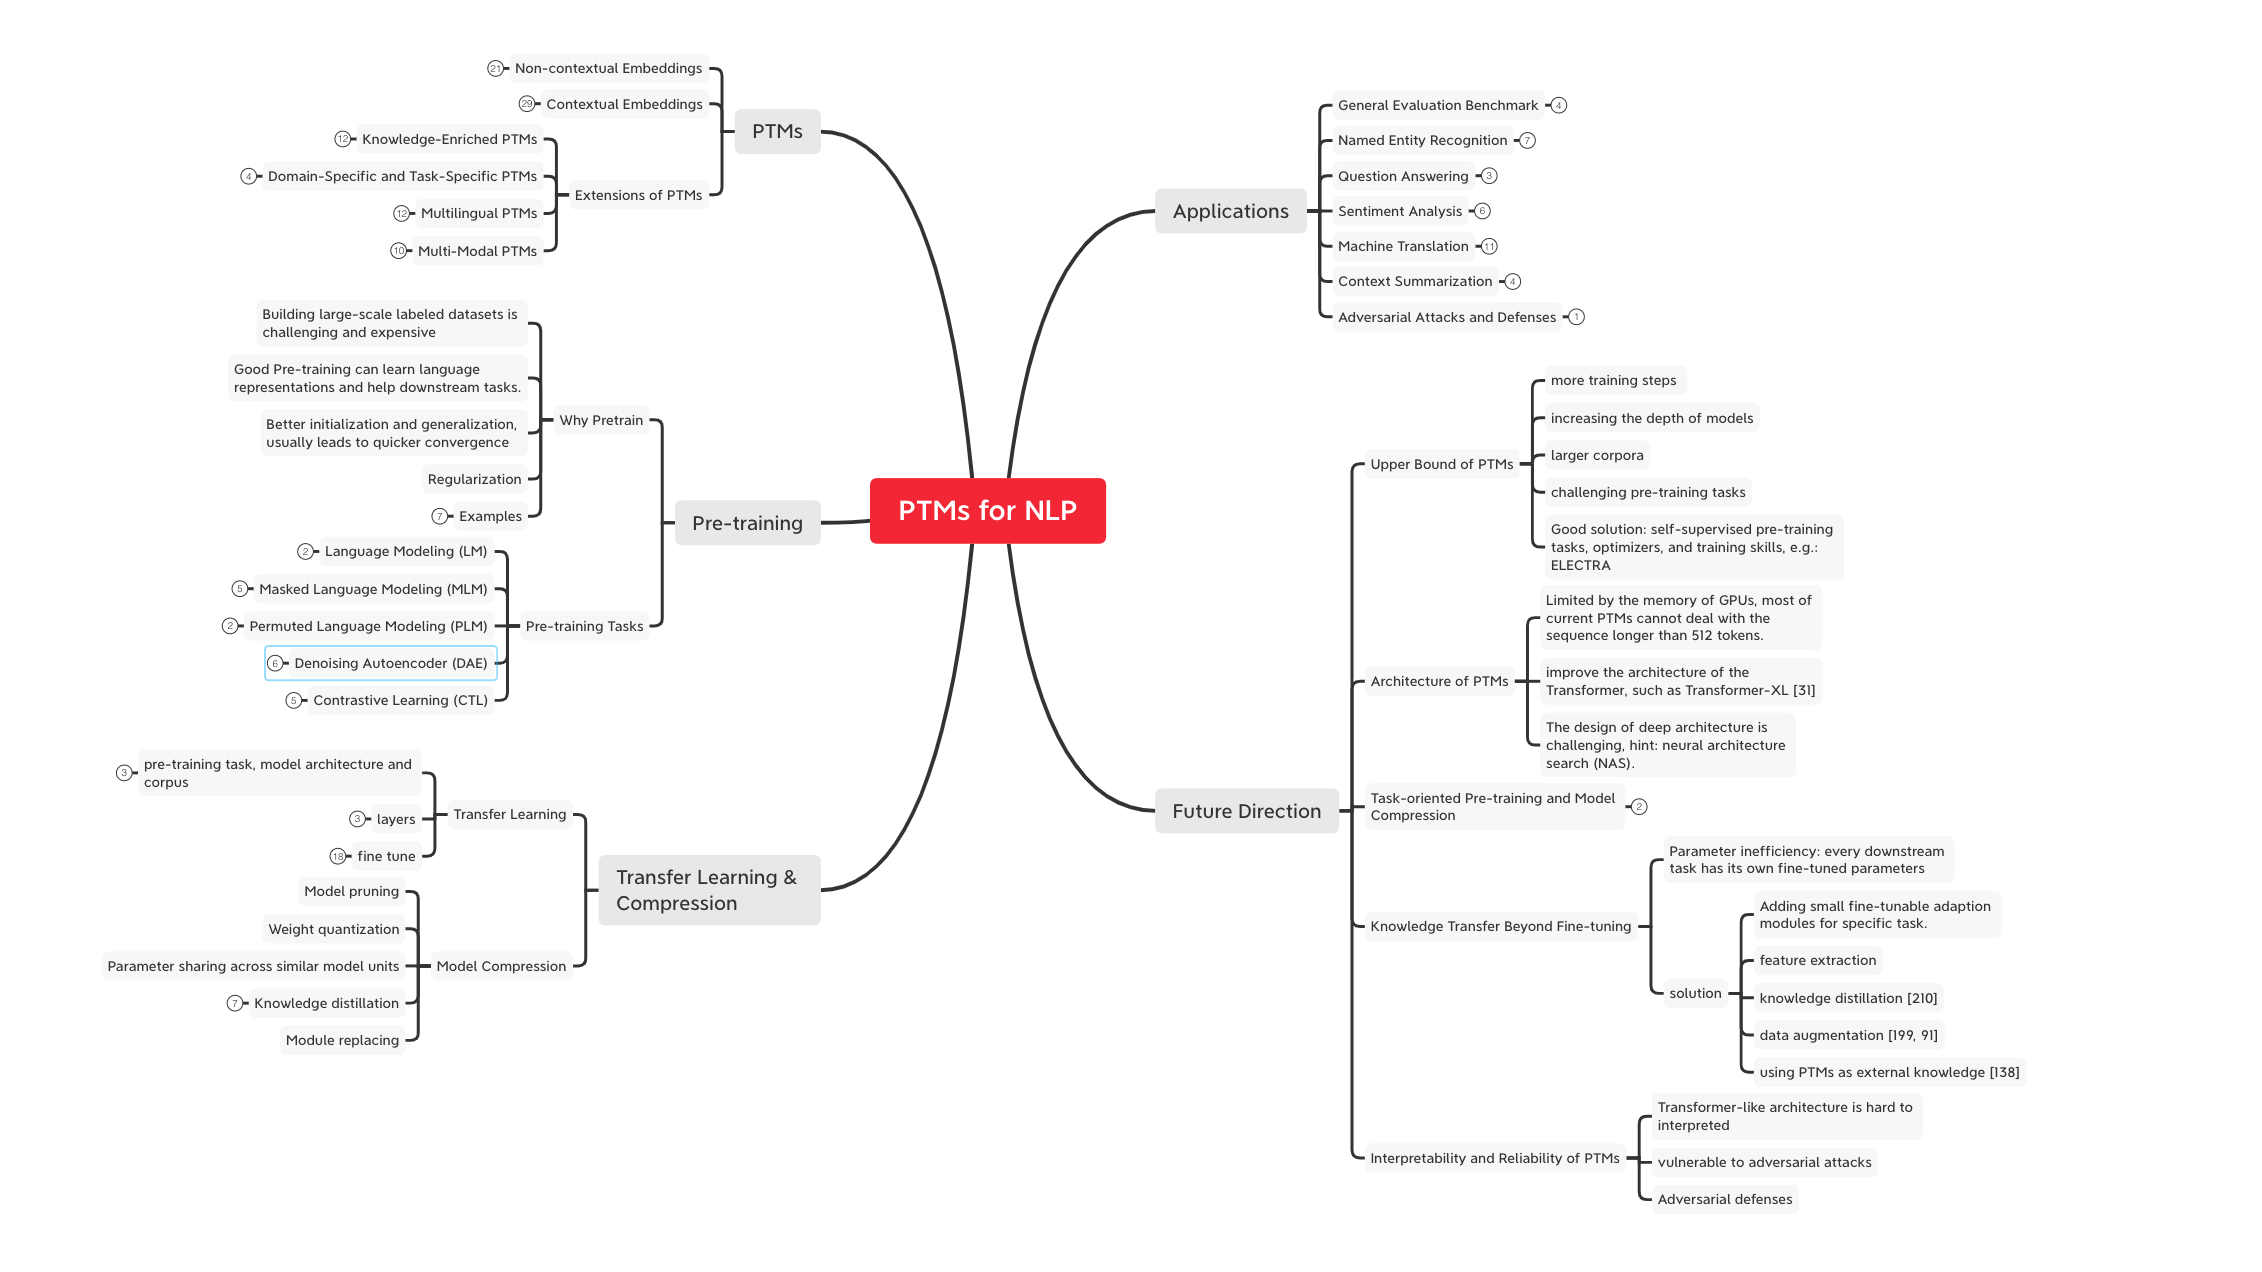 PTMs for NLP
PTMs
21
Non-contextual Embeddings
29
Contextual Embeddings
Extensions of PTMs
12
Knowledge-Enriched PTMs
4
Domain-Specific and Task-Specific PTMs
12
Multilingual PTMs
10
Multi-Modal PTMs
Pre-training
Why Pretrain
Building large-scale labeled datasets is
challenging and expensive
Good Pre-training can learn language
representations and help downstream tasks.
Better initialization and generalization,
usually leads to quicker convergence
Regularization
7
Examples
Pre-training Tasks
2
Language Modeling (LM)
5
Masked Language Modeling (MLM)
2
Permuted Language Modeling (PLM)
6
Denoising Autoencoder (DAE)
5
Contrastive Learning (CTL)
Transfer Learning &
Compression
Transfer Learning
3
pre-training task, model architecture and
corpus
3
layers
18
fine tune
Model Compression
Model pruning
Weight quantization
Parameter sharing across similar model units
7
Knowledge distillation
Module replacing
Applications
General Evaluation Benchmark
4
Named Entity Recognition
7
Question Answering
3
Sentiment Analysis
6
Machine Translation
11
Context Summarization
4
Adversarial Attacks and Defenses
1
Future Direction
Upper Bound of PTMs
more training steps
increasing the depth of models
larger corpora
challenging pre-training tasks
Good solution: self-supervised pre-training
tasks, optimizers, and training skills, e.g.:
ELECTRA
Architecture of PTMs
Limited by the memory of GPUs, most of
current PTMs cannot deal with the
sequence longer than 512 tokens.
improve the architecture of the
Transformer, such as Transformer-XL [31]
The design of deep architecture is
challenging, hint: neural architecture
search (NAS).
Task-oriented Pre-training and Model
Compression
2
Knowledge Transfer Beyond Fine-tuning
Parameter inefficiency: every downstream
task has its own fine-tuned parameters
solution
Adding small fine-tunable adaption
modules for specific task.
feature extraction
knowledge distillation [210]
data augmentation [199, 91]
using PTMs as external knowledge [138]
Interpretability and Reliability of PTMs
Transformer-like architecture is hard to
interpreted
vulnerable to adversarial attacks
Adversarial defenses